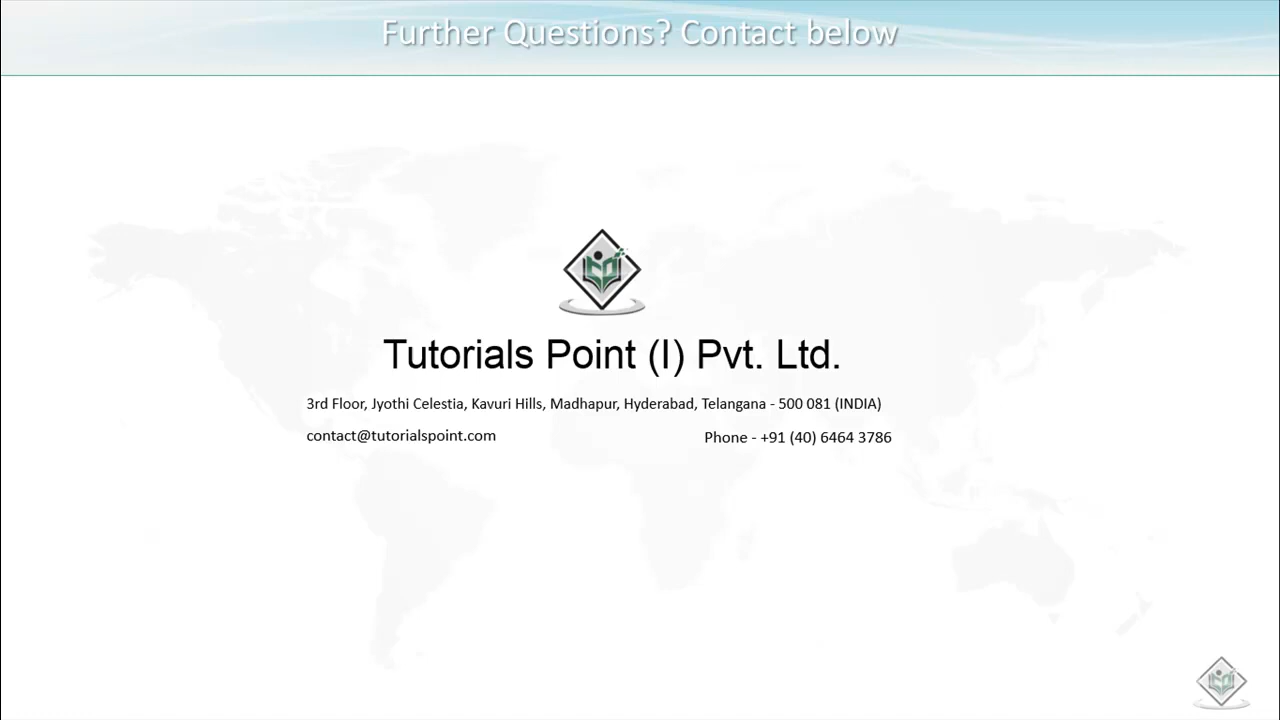 Further Questions? Contact below
Tutorials Point (I) Pvt. Ltd.
3rd Floor, Jyothi Celestia, Kavuri Hills, Madhapur, Hyderabad, Telangana - 500 081 (INDIA)
contact@tutorialspoint.com
Phone - +91 (40) 6464 3786